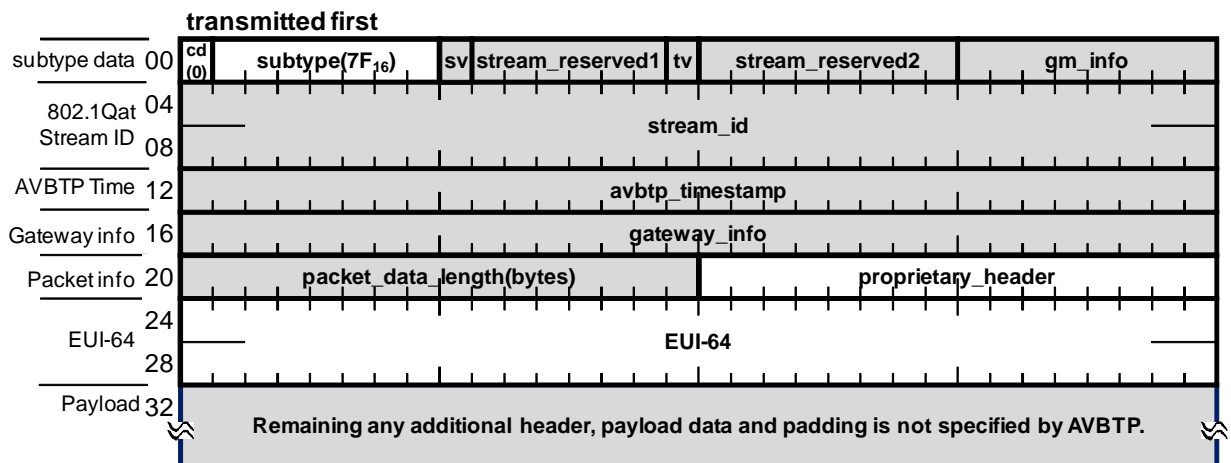 transmitted first
subtype data 00 cd (0) subtype(7F₁₆) sv stream_reserved1 tv stream_reserved2 gm_info
802.1Qat Stream ID 04 08 stream_id
AVBTP Time 12 avbtp_timestamp
Gateway info 16 gateway_info
Packet info 20 packet_data_length(bytes) proprietary_header
EUI-64 24 28 EUI-64
Payload 32 Remaining any additional header, payload data and padding is not specified by AVBTP.